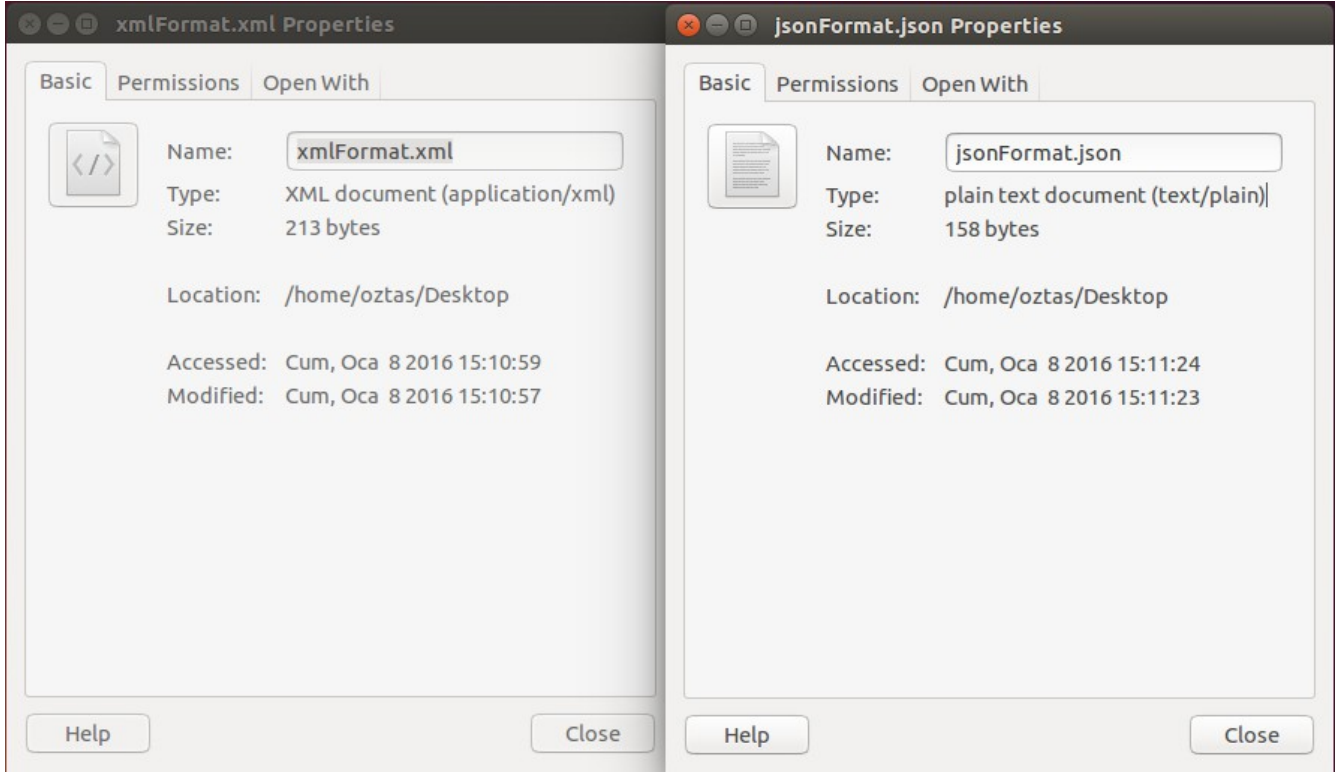 xmlFormat.xml Properties
Basic Permissions Open With
Name: xmlFormat.xml
Type: XML document (application/xml)
Size: 213 bytes
Location: /home/oztas/Desktop
Accessed: Cum, Oca 8 2016 15:10:59
Modified: Cum, Oca 8 2016 15:10:57
Help Close
jsonFormat.json Properties
Basic Permissions Open With
Name: jsonFormat.json
Type: plain text document (text/plain)
Size: 158 bytes
Location: /home/oztas/Desktop
Accessed: Cum, Oca 8 2016 15:11:24
Modified: Cum, Oca 8 2016 15:11:23
Help Close